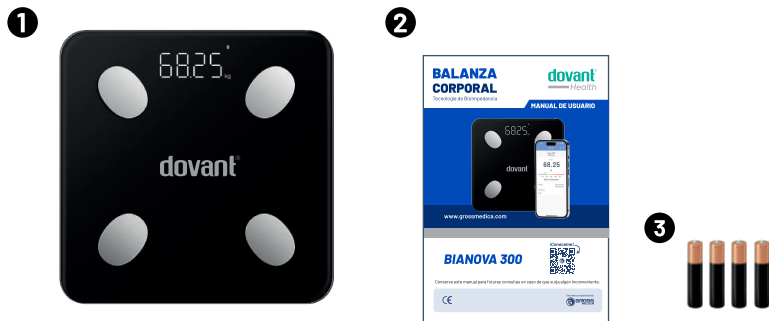 1
68.25 kg
dovant®
2
BALANZA
CORPORAL
Tecnología de Bioimpedancia
dovant
Health
MANUAL DE USUARIO
68.25
dovant
68.25
www.grossmedica.com
BIANOVA 300
¡Conóceme!
Conserve este manual para futuras consultas en caso de que surja algún inconveniente.
CE
GROSS
3